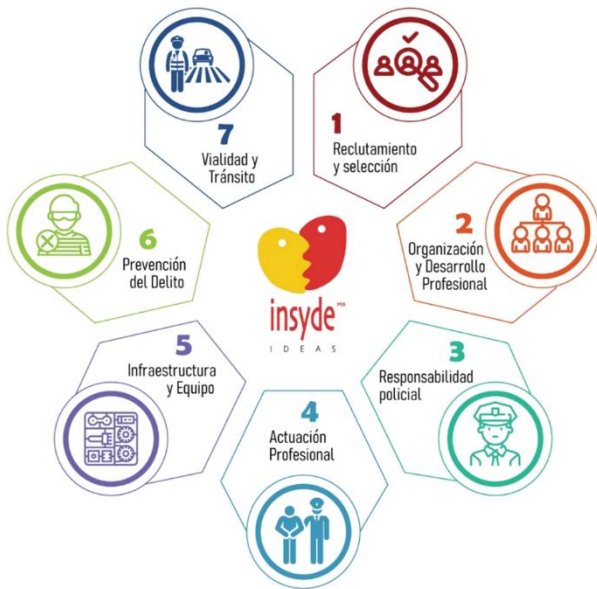 1
Reclutamiento
y selección
2
Organización
y Desarrollo
Profesional
3
Responsabilidad
policial
4
Actuación
Profesional
5
Infraestructura
y Equipo
6
Prevención
del Delito
7
Vialidad y
Tránsito
insyde
IDEAS